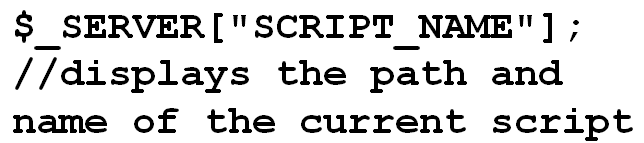 $_SERVER["SCRIPT_NAME"];
//displays the path and
name of the current script